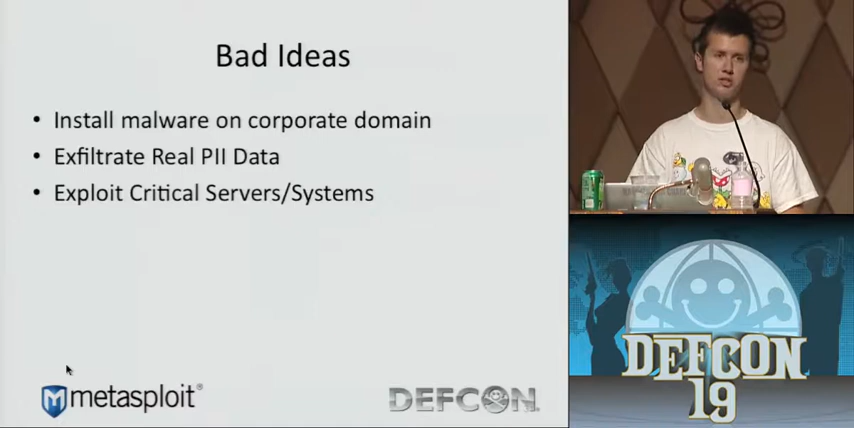 Bad Ideas
• Install malware on corporate domain
• Exfiltrate Real PII Data
• Exploit Critical Servers/Systems
metasploit®
DEFCON
DEFCON
19